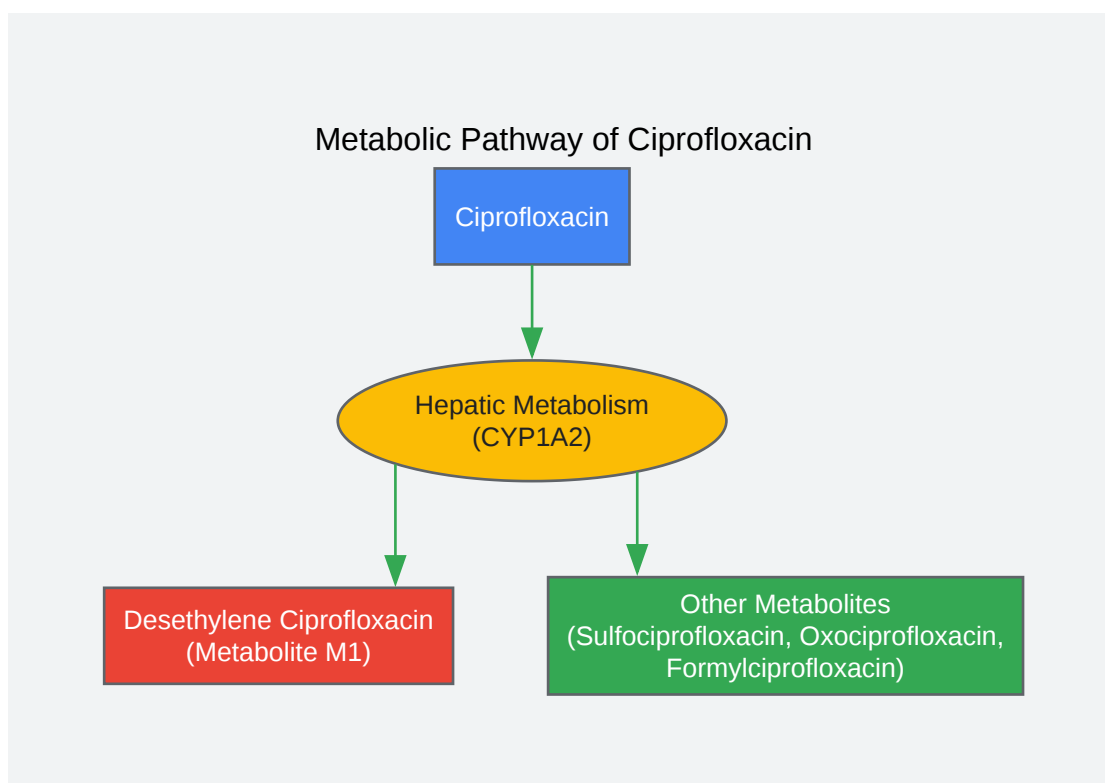 Metabolic Pathway of Ciprofloxacin
Ciprofloxacin
Hepatic Metabolism
(CYP1A2)
Desethylene Ciprofloxacin
(Metabolite M1)
Other Metabolites
(Sulfociprofloxacin, Oxociprofloxacin,
Formylciprofloxacin)